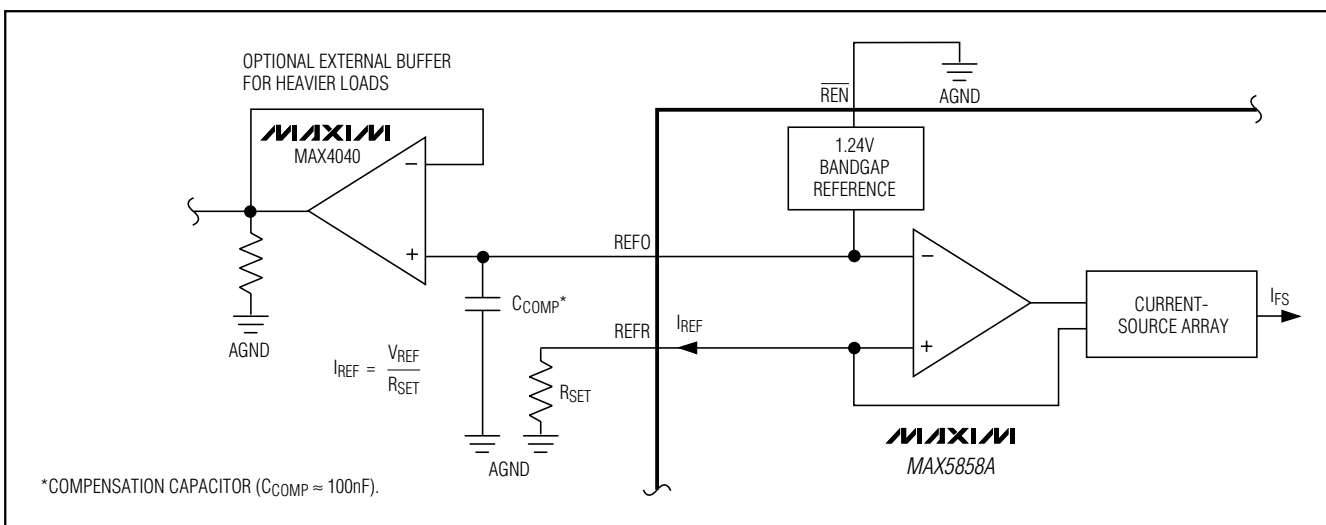 OPTIONAL EXTERNAL BUFFER
FOR HEAVIER LOADS
MAXIM
MAX4040
−
+
AGND
REN
AGND
1.24V
BANDGAP
REFERENCE
REFO
CCOMP*
REFR
IREF
IREF = VREF
RSET
RSET
AGND
−
+
CURRENT-
SOURCE ARRAY
IFS
MAXIM
MAX5858A
*COMPENSATION CAPACITOR (CCOMP ≈ 100nF).